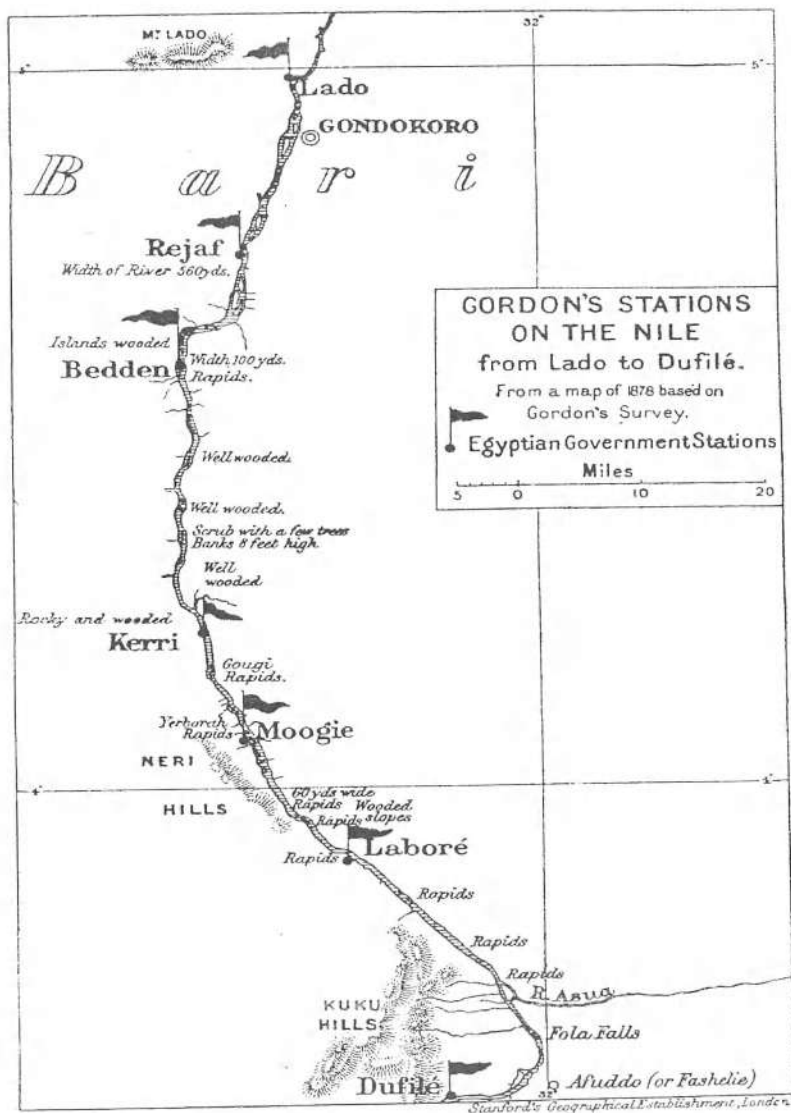 MT LADO
32°
5°
5°
Lado
GONDOKORO
Bari
Rejaf
Width of River 560yds.
Islands wooded
Bedden
Width 100 yds.
Rapids.
GORDON'S STATIONS
ON THE NILE
from Lado to Dufilé.
From a map of 1878 based on
Gordon's Survey.
Egyptian Government Stations
Miles
5 0 10 20
Well wooded.
Well wooded.
Scrub with a few trees
Banks 8 feet high
Well
wooded
Rocky and wooded
Kerri
Gougi
Rapids.
Yerborah
Rapids
Moogie
NERI
HILLS
4°
4°
60yds wide
Rapids
Rapids
Wooded
slopes
Laboré
Rapids
Rapids
Rapids
Rapids
R. Asua
KUKU
HILLS
Fola Falls
Dufilé
32°
Afuddo (or Fashelie)
Stanford's Geographical Establishment, London